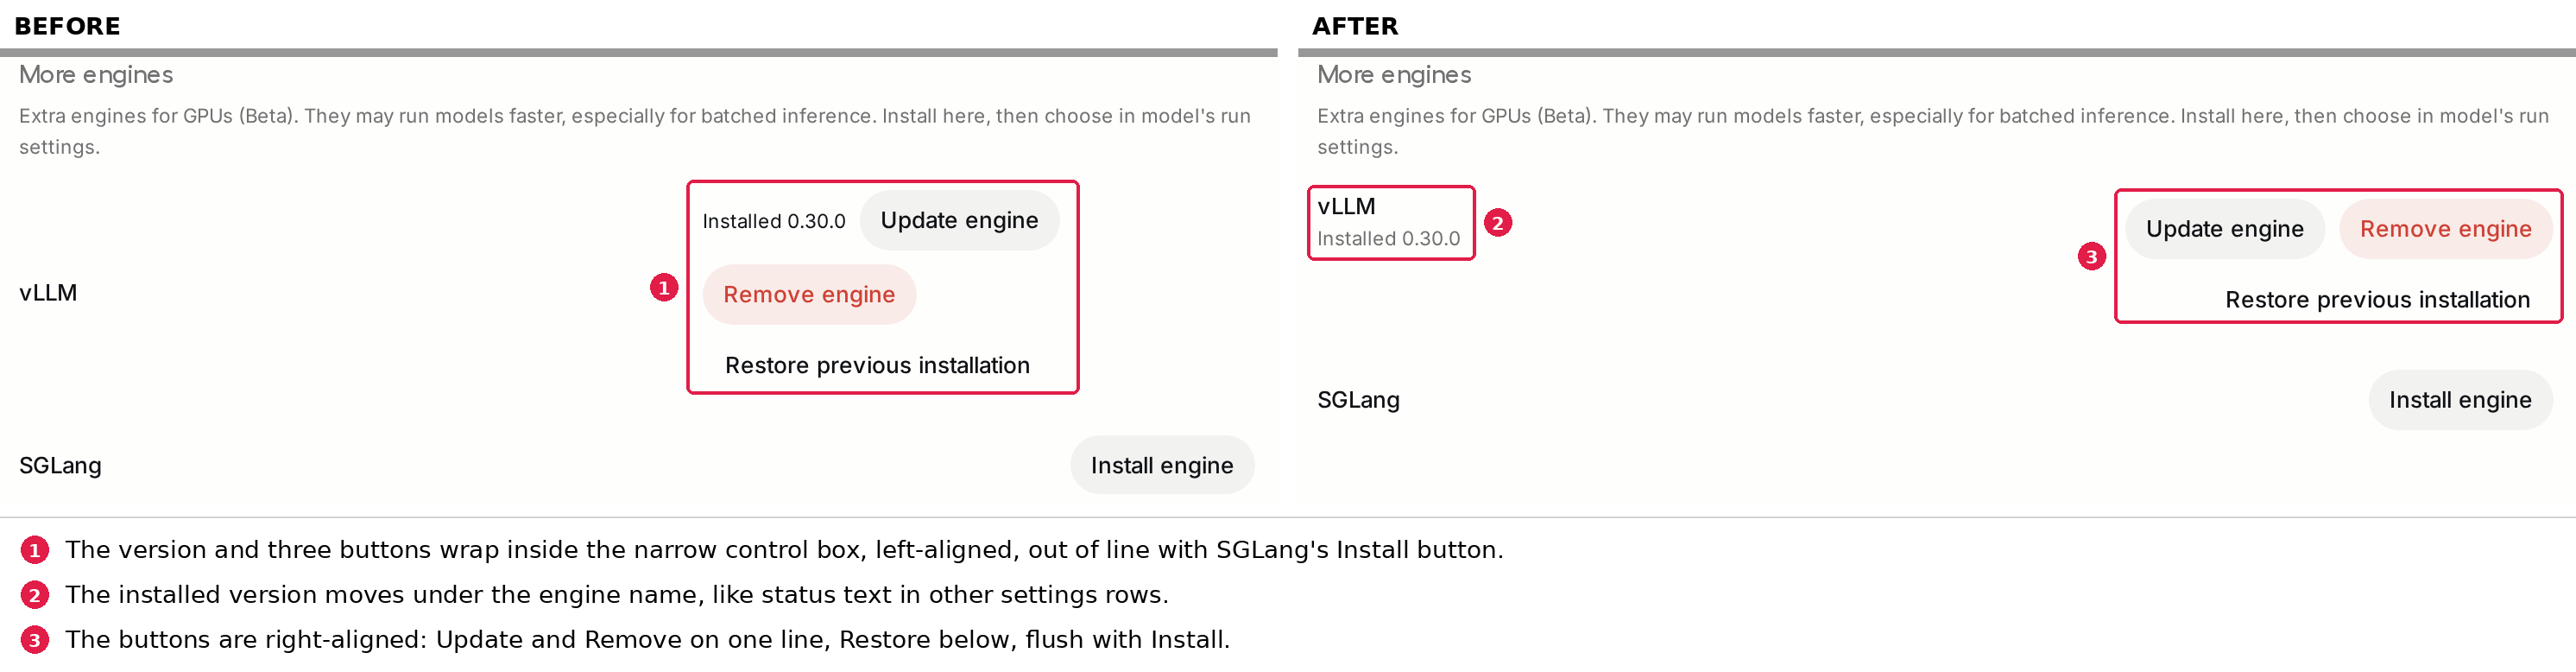 BEFORE
More engines
Extra engines for GPUs (Beta). They may run models faster, especially for batched inference. Install here, then choose in model's run
settings.
Installed 0.30.0 Update engine
1
vLLM
Remove engine
Restore previous installation
SGLang
Install engine
AFTER
More engines
Extra engines for GPUs (Beta). They may run models faster, especially for batched inference. Install here, then choose in model's run
settings.
vLLM
Installed 0.30.0
2
Update engine Remove engine
3
Restore previous installation
SGLang
Install engine
1 The version and three buttons wrap inside the narrow control box, left-aligned, out of line with SGLang's Install button.
2 The installed version moves under the engine name, like status text in other settings rows.
3 The buttons are right-aligned: Update and Remove on one line, Restore below, flush with Install.